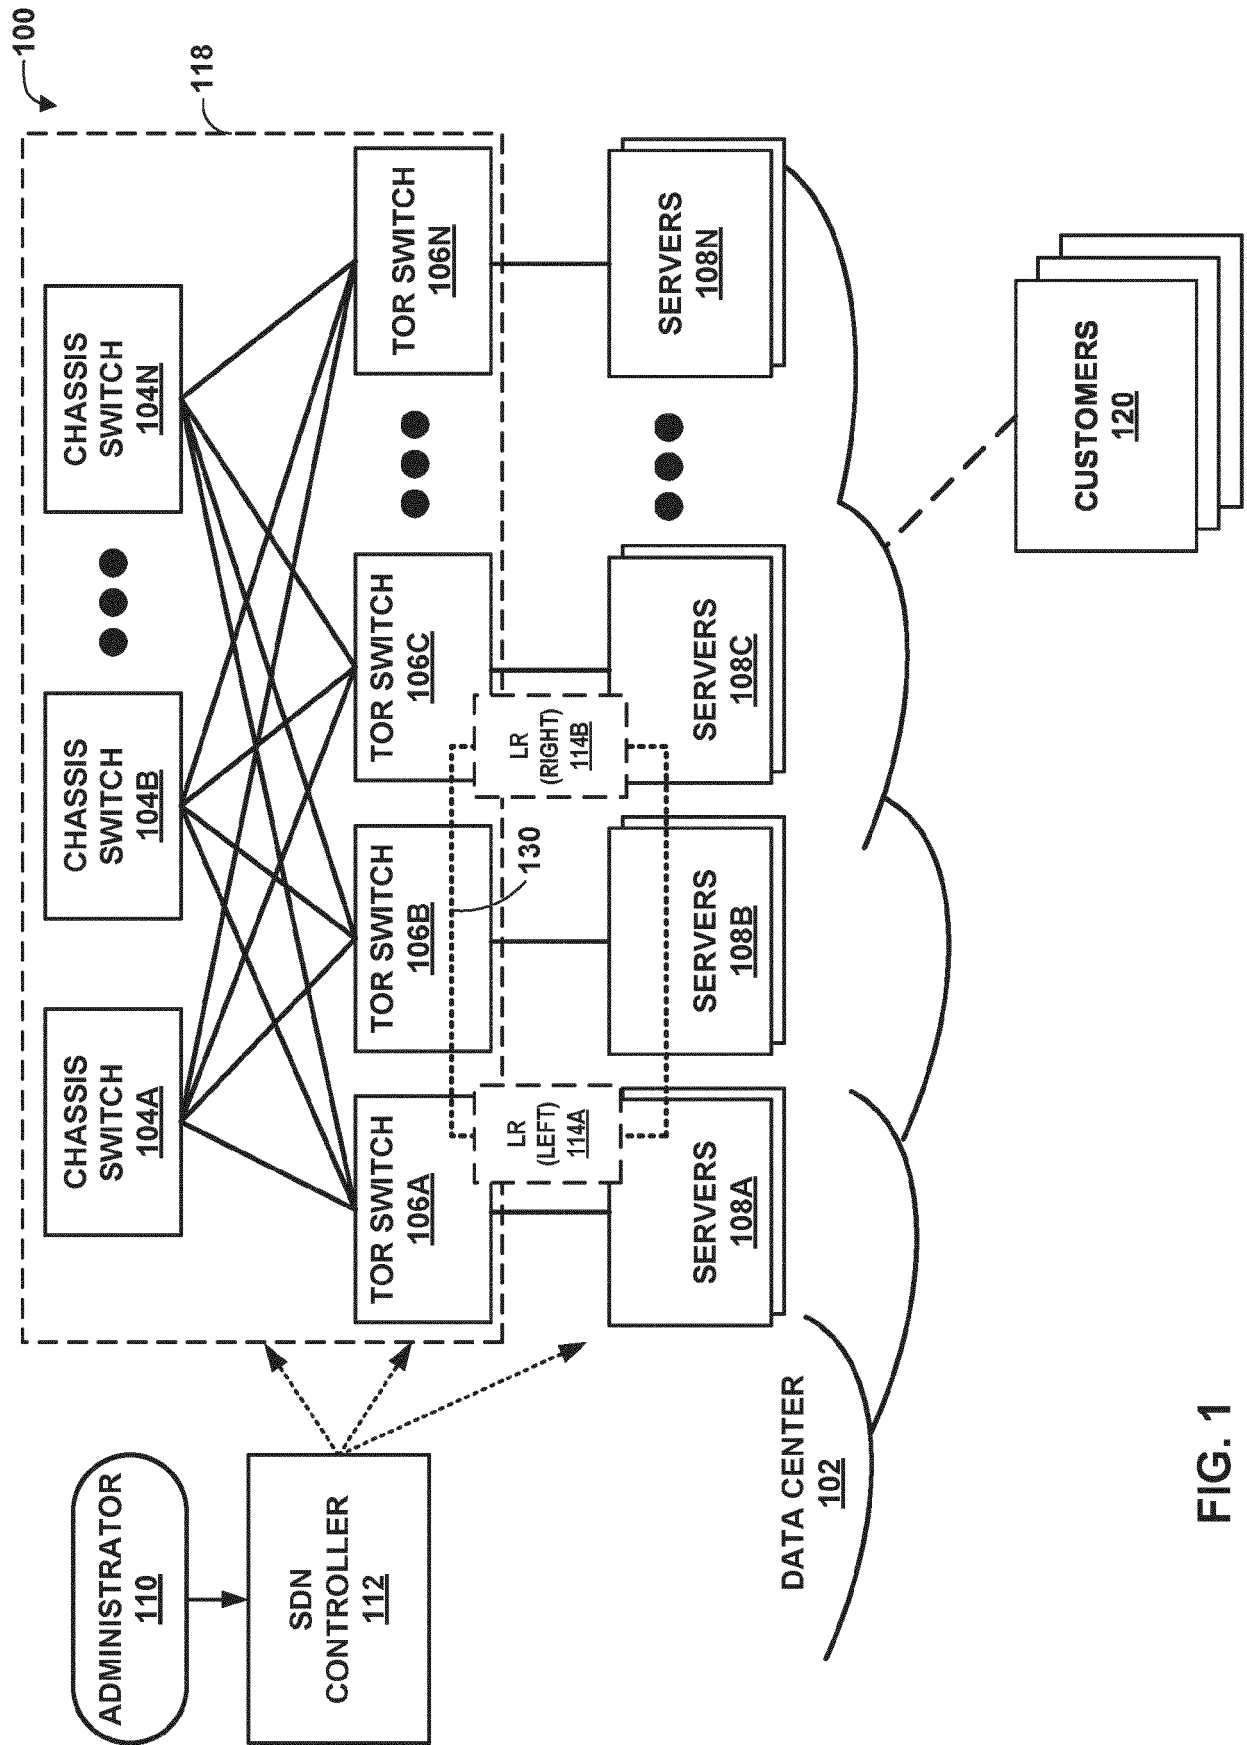 100
118
ADMINISTRATOR
110
SDN
CONTROLLER
112
CHASSIS
SWITCH
104A
CHASSIS
SWITCH
104B
CHASSIS
SWITCH
104N
TOR SWITCH
106A
TOR SWITCH
106B
TOR SWITCH
106C
TOR SWITCH
106N
LR
(LEFT)
114A
130
LR
(RIGHT)
114B
SERVERS
108A
SERVERS
108B
SERVERS
108C
SERVERS
108N
DATA CENTER
102
CUSTOMERS
120
FIG. 1